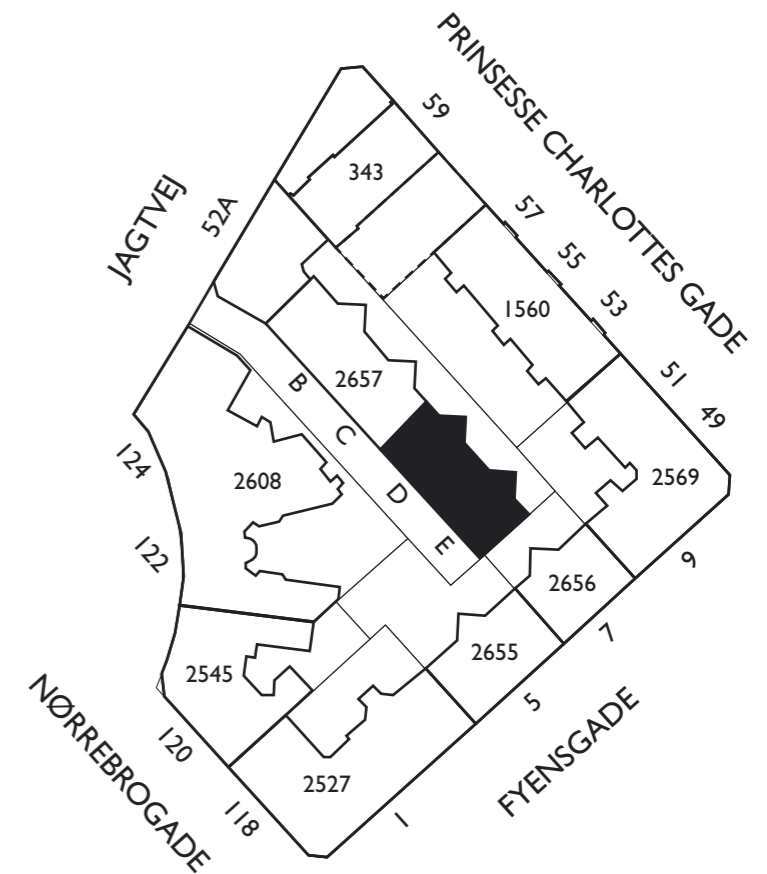 PRINSESSE CHARLOTTES GADE
59
343
52A
JAGTVEJ
57
55
53
1560
51
49
2657
B
C
D
E
2569
124
2608
122
9
2656
7
2655
2545
5
FYENSGADE
NØRREBROGADE
120
2527
118
1